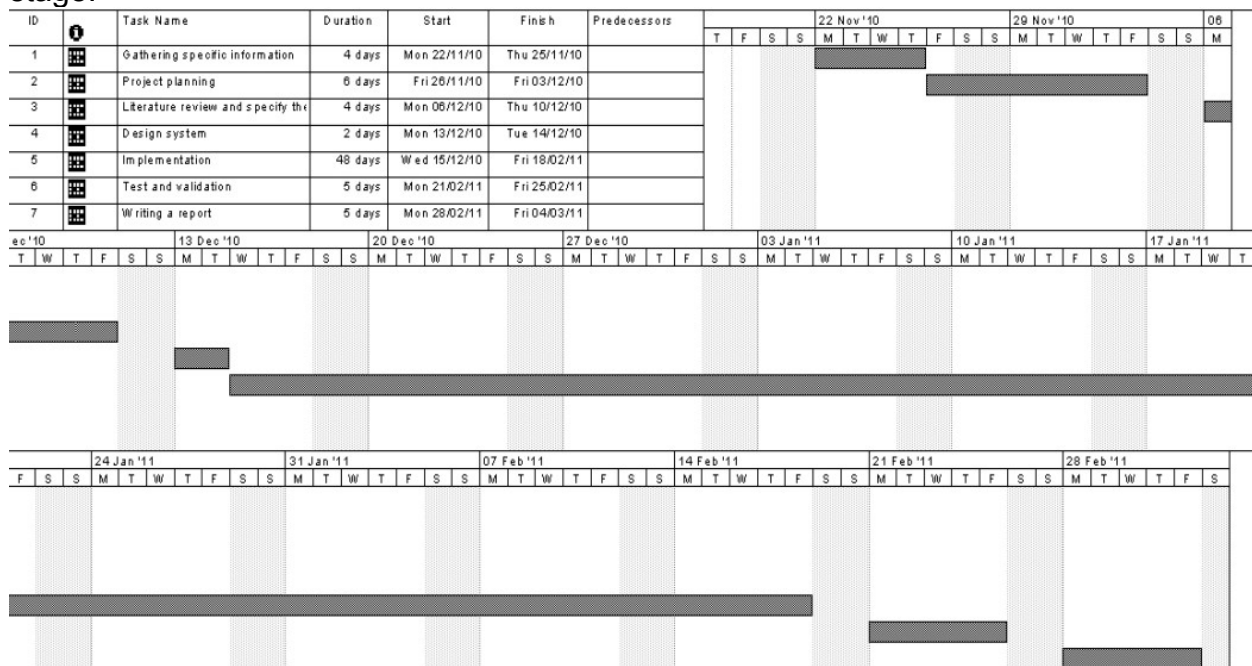 stage.
ID Task Name Duration Start Finish Predecessors 22 Nov '10 29 Nov '10 06
T F S S M T W T F S S M T W T F S S M
1 Gathering specific information 4 days Mon 22/11/10 Thu 25/11/10
2 Project planning 6 days Fri 26/11/10 Fri 03/12/10
3 Literature review and specify the 4 days Mon 06/12/10 Thu 10/12/10
4 Design system 2 days Mon 13/12/10 Tue 14/12/10
5 Implementation 48 days Wed 15/12/10 Fri 18/02/11
6 Test and validation 5 days Mon 21/02/11 Fri 25/02/11
7 Writing a report 5 days Mon 28/02/11 Fri 04/03/11
ec '10 13 Dec '10 20 Dec '10 27 Dec '10 03 Jan '11 10 Jan '11 17 Jan '11
T W T F S S M T W T F S S M T W T F S S M T W T F S S M T W T F S S M T W T F S S M T W T
24 Jan '11 31 Jan '11 07 Feb '11 14 Feb '11 21 Feb '11 28 Feb '11
F S S M T W T F S S M T W T F S S M T W T F S S M T W T F S S M T W T F S S M T W T F S